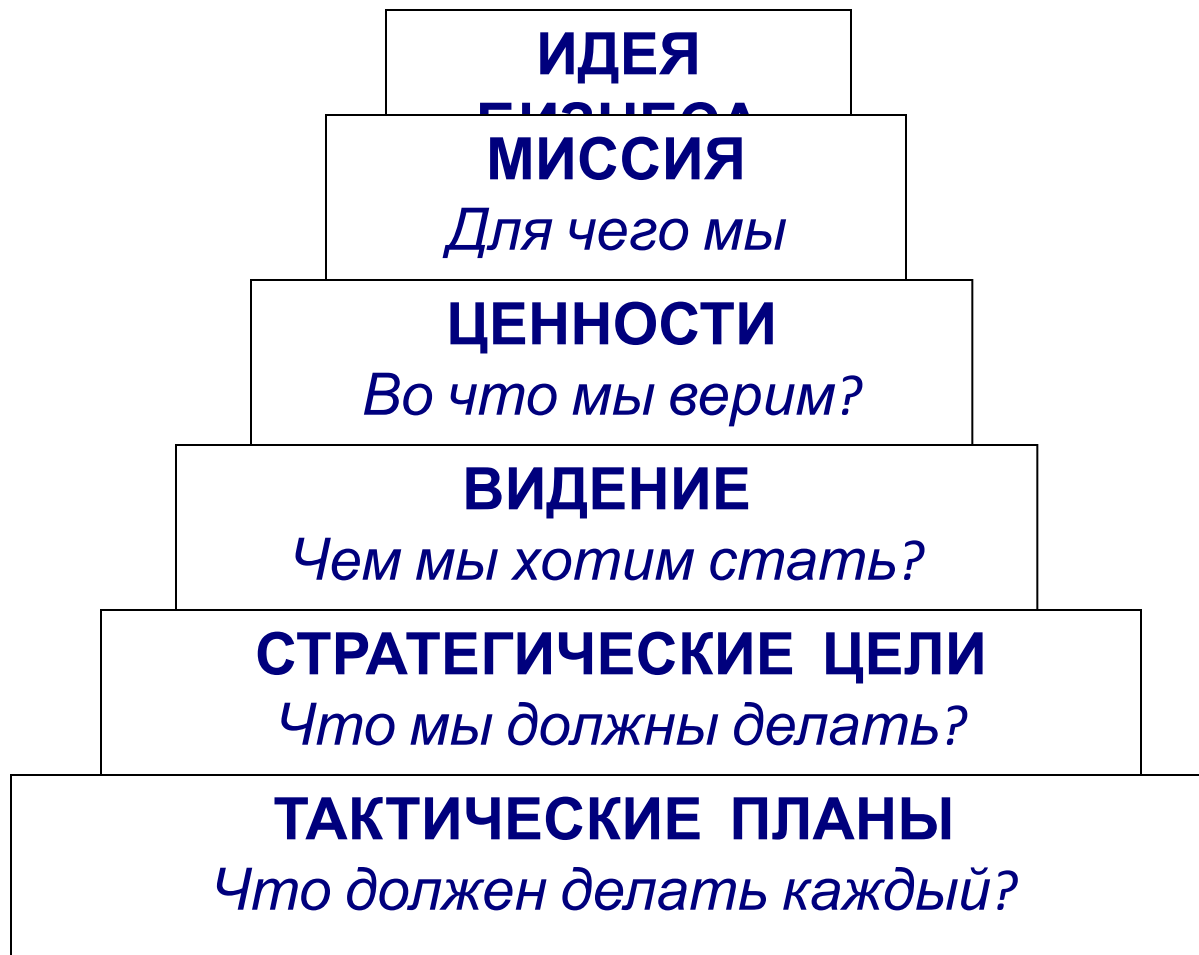 ИДЕЯ
БИЗНЕСА
МИССИЯ
Для чего мы
ЦЕННОСТИ
Во что мы верим?
ВИДЕНИЕ
Чем мы хотим стать?
СТРАТЕГИЧЕСКИЕ ЦЕЛИ
Что мы должны делать?
ТАКТИЧЕСКИЕ ПЛАНЫ
Что должен делать каждый?